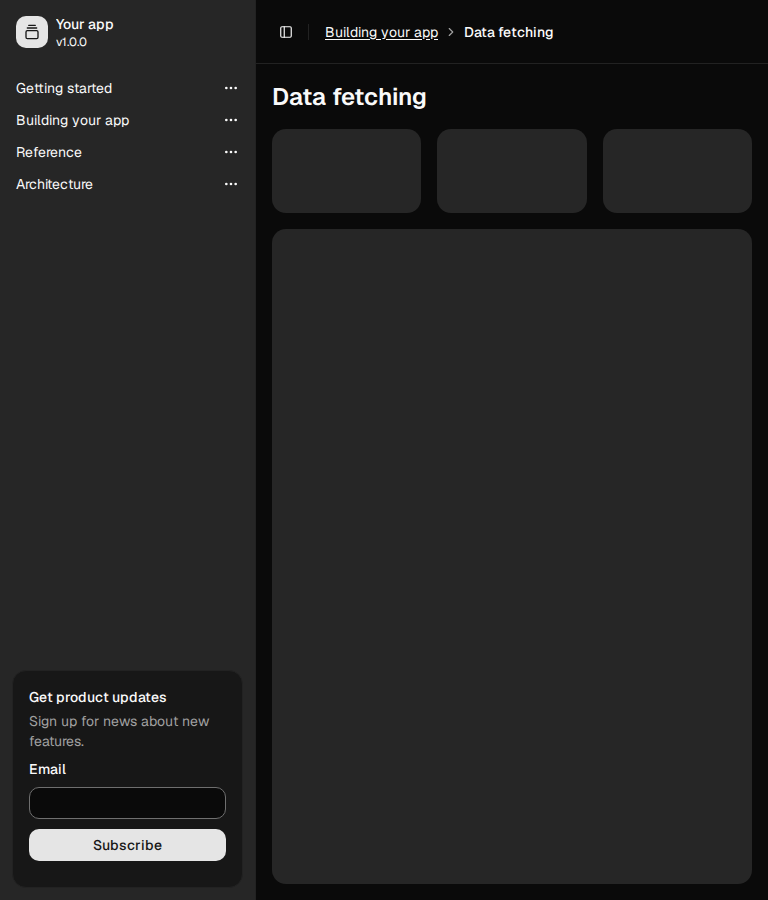 Your app
v1.0.0
Getting started
Building your app
Reference
Architecture
Get product updates
Sign up for news about new
features.
Email
Subscribe
Building your app
Data fetching
Data fetching